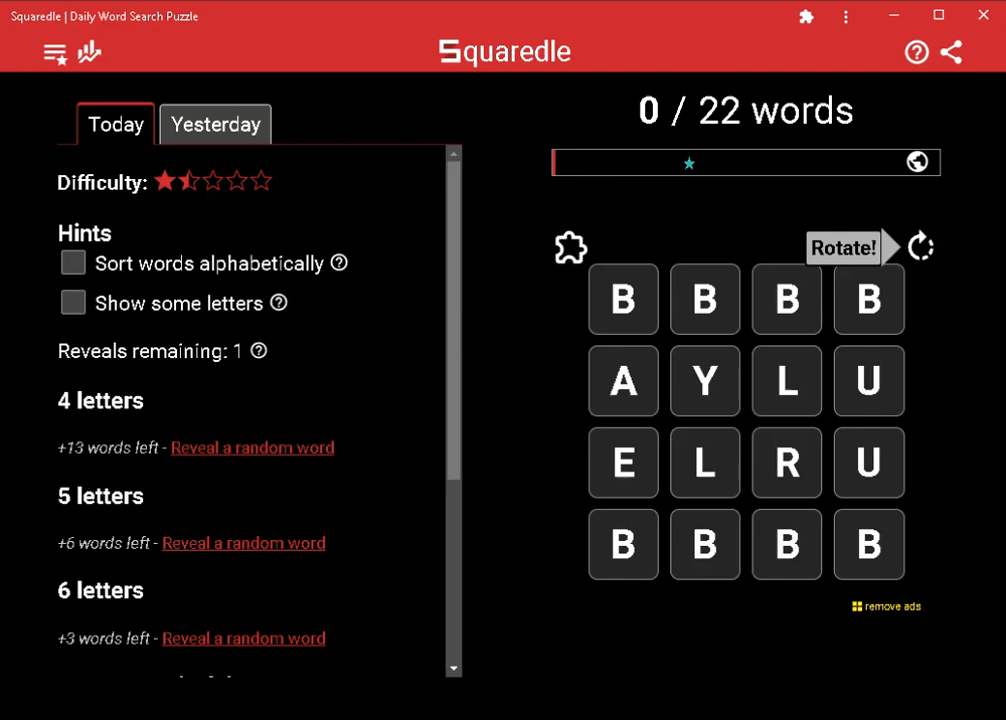 Squaredle | Daily Word Search Puzzle
Squaredle
Today
Yesterday
Difficulty:
Hints
Sort words alphabetically
Show some letters
Reveals remaining: 1
4 letters
+13 words left - Reveal a random word
5 letters
+6 words left - Reveal a random word
6 letters
+3 words left - Reveal a random word
0 / 22 words
Rotate!
B B B B
A Y L U
E L R U
B B B B
remove ads